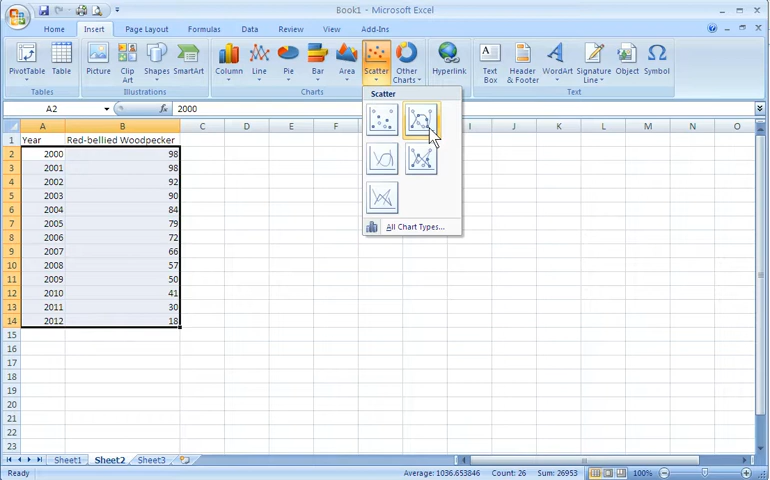 Book1 - Microsoft Excel
Home Insert Page Layout Formulas Data Review View Add-Ins
PivotTable Table Picture Clip Art Shapes SmartArt Column Line Pie Bar Area Scatter Other Charts Hyperlink Text Box Header & Footer WordArt Signature Line Object Symbol
Tables Illustrations Charts Text
A2 fx 2000
Scatter
All Chart Types...
A B C D E F I J K L M N O
1 Year Red-bellied Woodpecker
2 2000 98
3 2001 98
4 2002 92
5 2003 90
6 2004 84
7 2005 79
8 2006 72
9 2007 66
10 2008 57
11 2009 50
12 2010 41
13 2011 30
14 2012 18
15
16
17
18
19
20
21
22
23
Sheet1 Sheet2 Sheet3
Ready Average: 1036.653846 Count: 26 Sum: 26953 100%